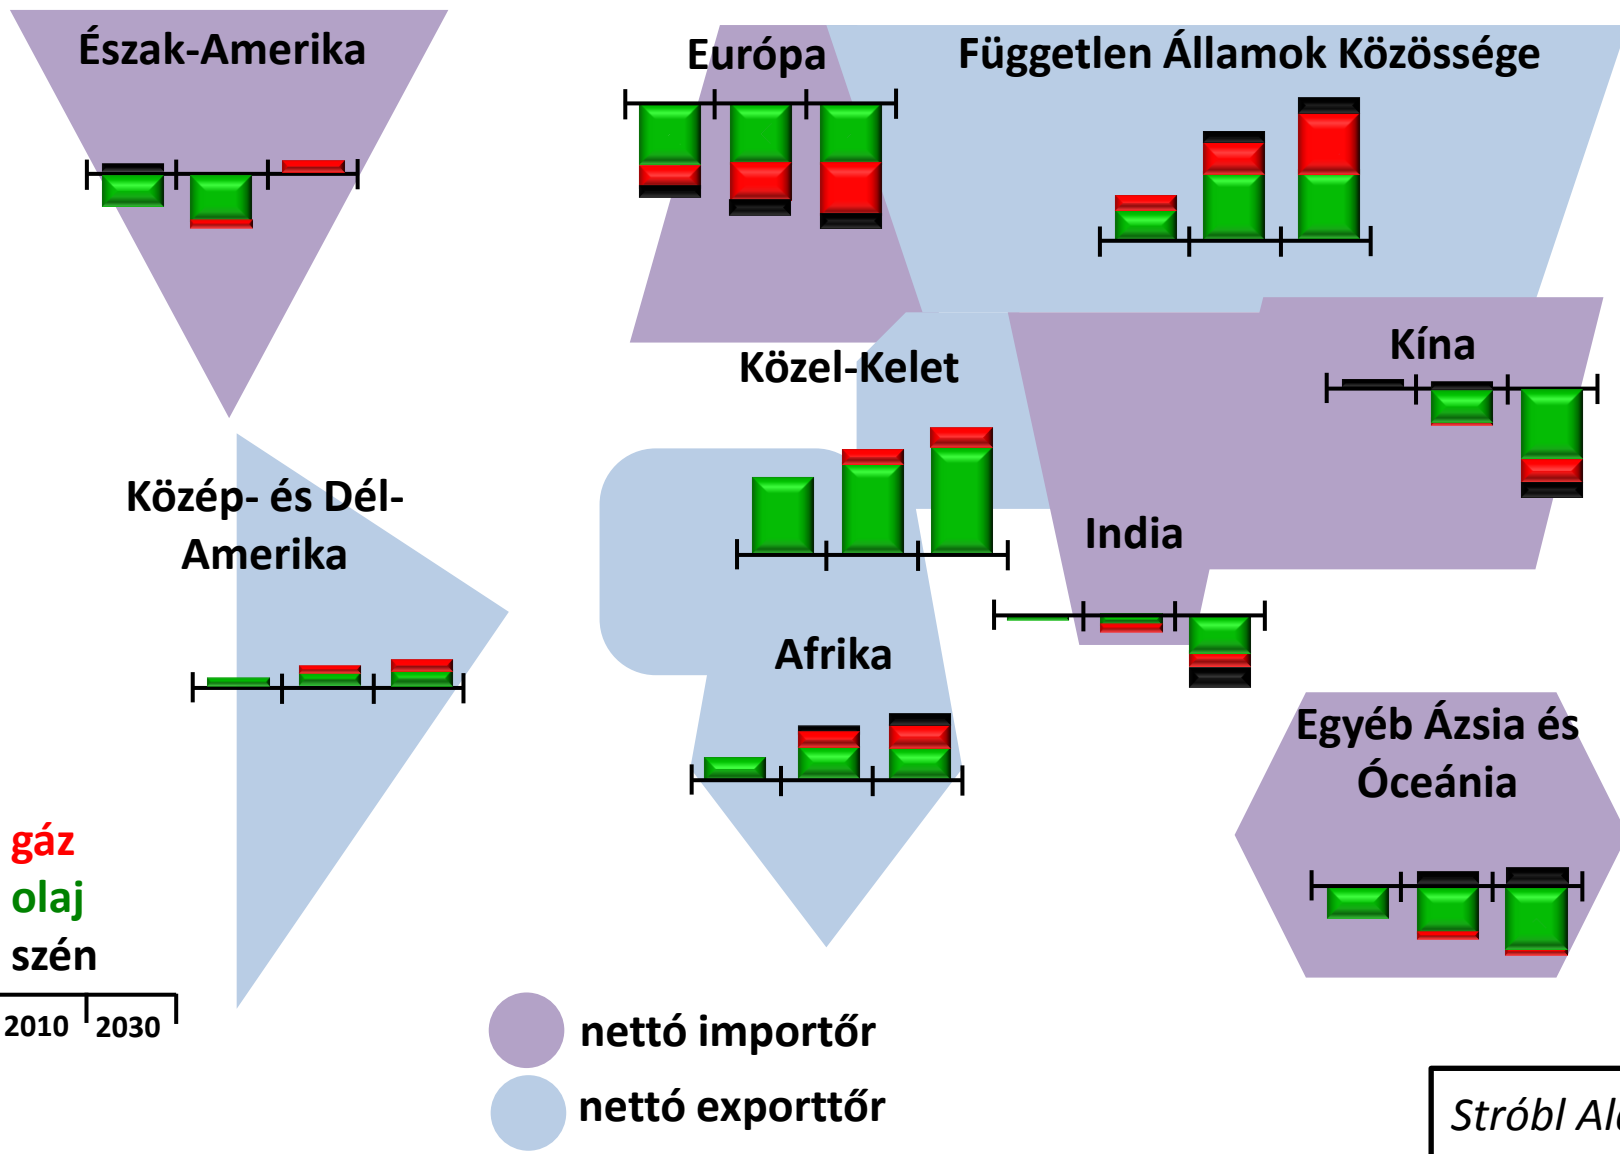 Észak-Amerika
Európa
Független Államok Közössége
Közel-Kelet
Kína
Közép- és Dél-
Amerika
India
Afrika
Egyéb Ázsia és
Óceánia
gáz
olaj
szén
2010 2030
nettó importőr
nettó exporttőr
Stróbl